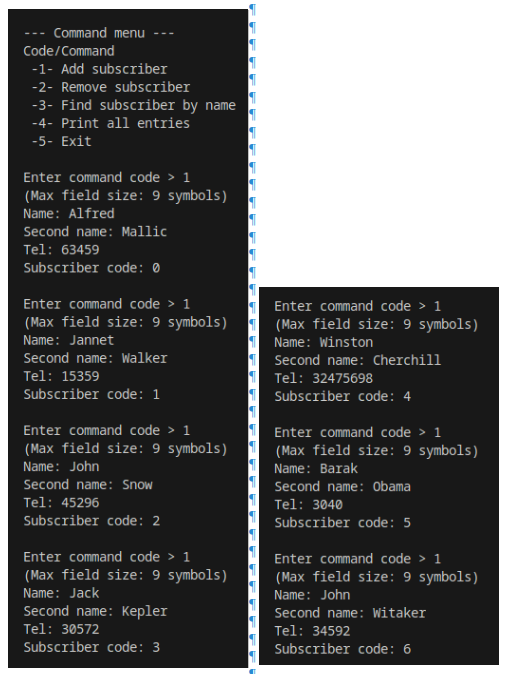 --- Command menu ---
Code/Command
-1- Add subscriber
-2- Remove subscriber
-3- Find subscriber by name
-4- Print all entries
-5- Exit
Enter command code > 1
(Max field size: 9 symbols)
Name: Alfred
Second name: Mallic
Tel: 63459
Subscriber code: 0
Enter command code > 1
(Max field size: 9 symbols)
Name: Jannet
Second name: Walker
Tel: 15359
Subscriber code: 1
Enter command code > 1
(Max field size: 9 symbols)
Name: John
Second name: Snow
Tel: 45296
Subscriber code: 2
Enter command code > 1
(Max field size: 9 symbols)
Name: Jack
Second name: Kepler
Tel: 30572
Subscriber code: 3
Enter command code > 1
(Max field size: 9 symbols)
Name: Winston
Second name: Cherchill
Tel: 32475698
Subscriber code: 4
Enter command code > 1
(Max field size: 9 symbols)
Name: Barak
Second name: Obama
Tel: 3040
Subscriber code: 5
Enter command code > 1
(Max field size: 9 symbols)
Name: John
Second name: Witaker
Tel: 34592
Subscriber code: 6